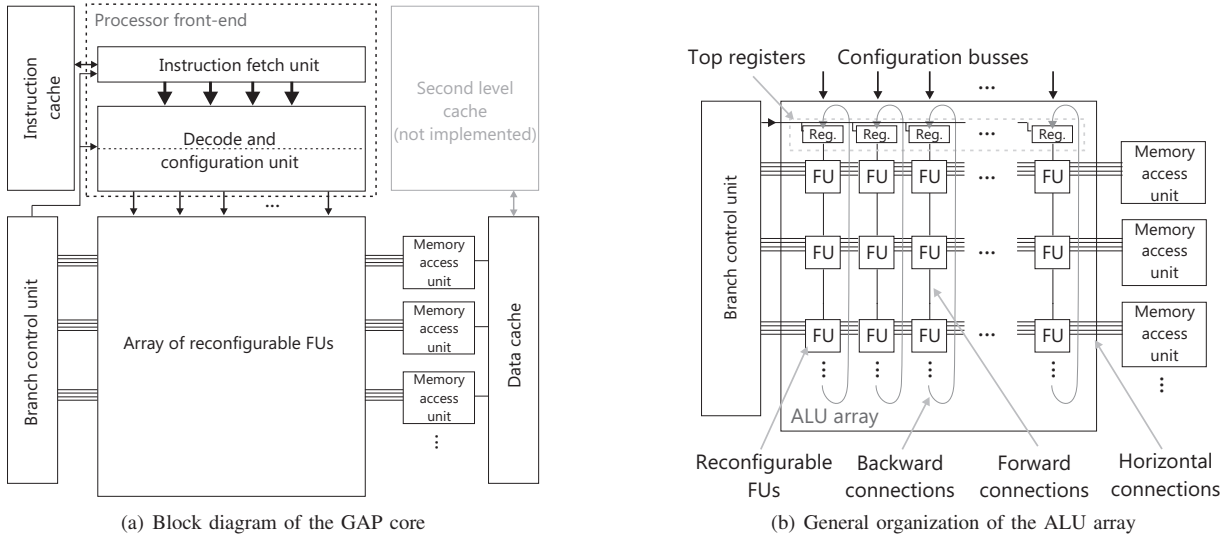 Processor front-end
Instruction fetch unit
Instruction
cache
Decode and
configuration unit
Second level
cache
(not implemented)
...
Branch control unit
Array of reconfigurable FUs
Memory
access
unit
Memory
access
unit
Memory
access
unit
...
Data cache
(a) Block diagram of the GAP core
Top registers
Configuration busses
...
Branch control unit
Reg. Reg. Reg. ... Reg.
FU FU FU ... FU
Memory
access
unit
FU FU FU ... FU
Memory
access
unit
FU FU FU ... FU
Memory
access
unit
... ... ... ... ...
ALU array
Reconfigurable
FUs
Backward
connections
Forward
connections
Horizontal
connections
(b) General organization of the ALU array